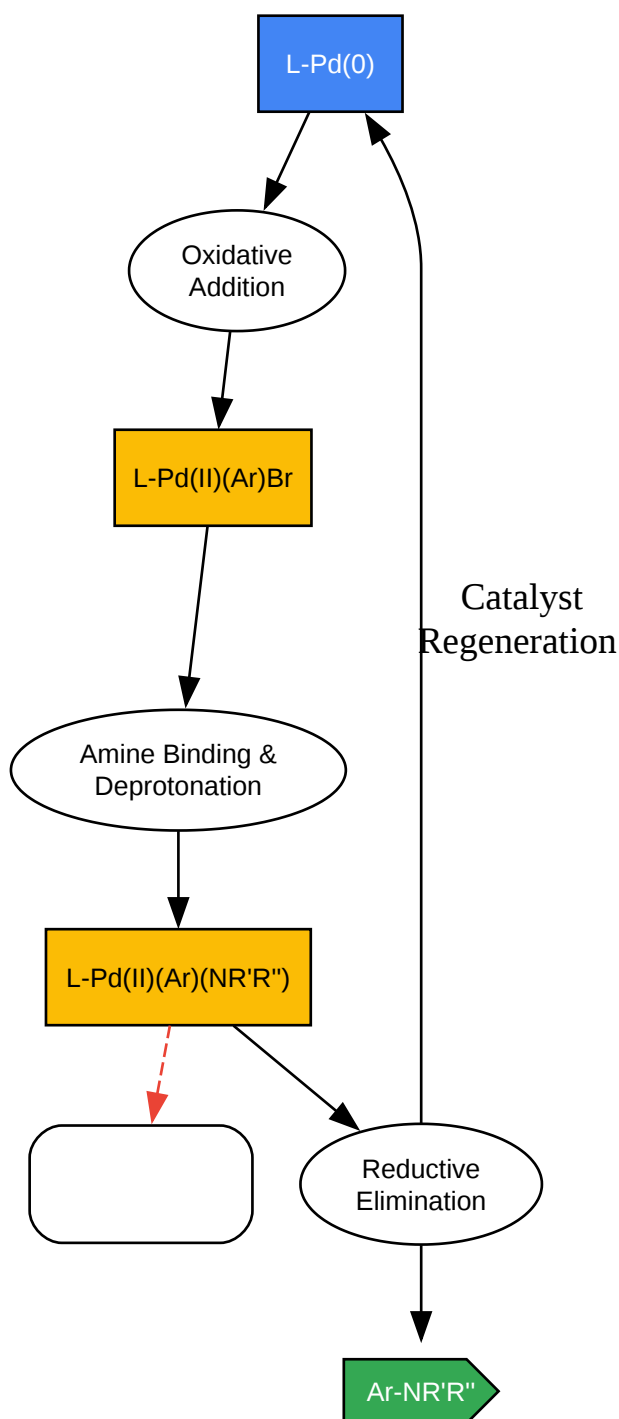 L-Pd(0)
Oxidative
Addition
L-Pd(II)(Ar)Br
Catalyst
Regeneration
Amine Binding &
Deprotonation
L-Pd(II)(Ar)(NR'R'')
Reductive
Elimination
Ar-NR'R''